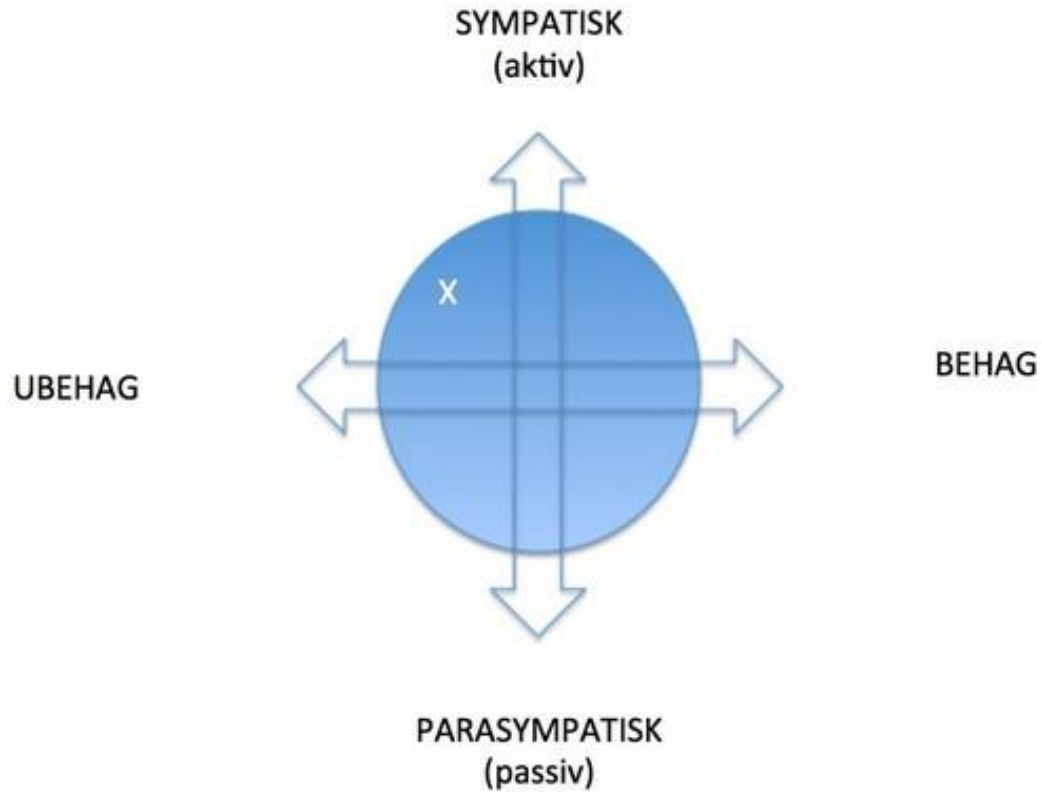 SYMPATISK
(aktiv)
X
UBEHAG
BEHAG
PARASYMPATISK
(passiv)